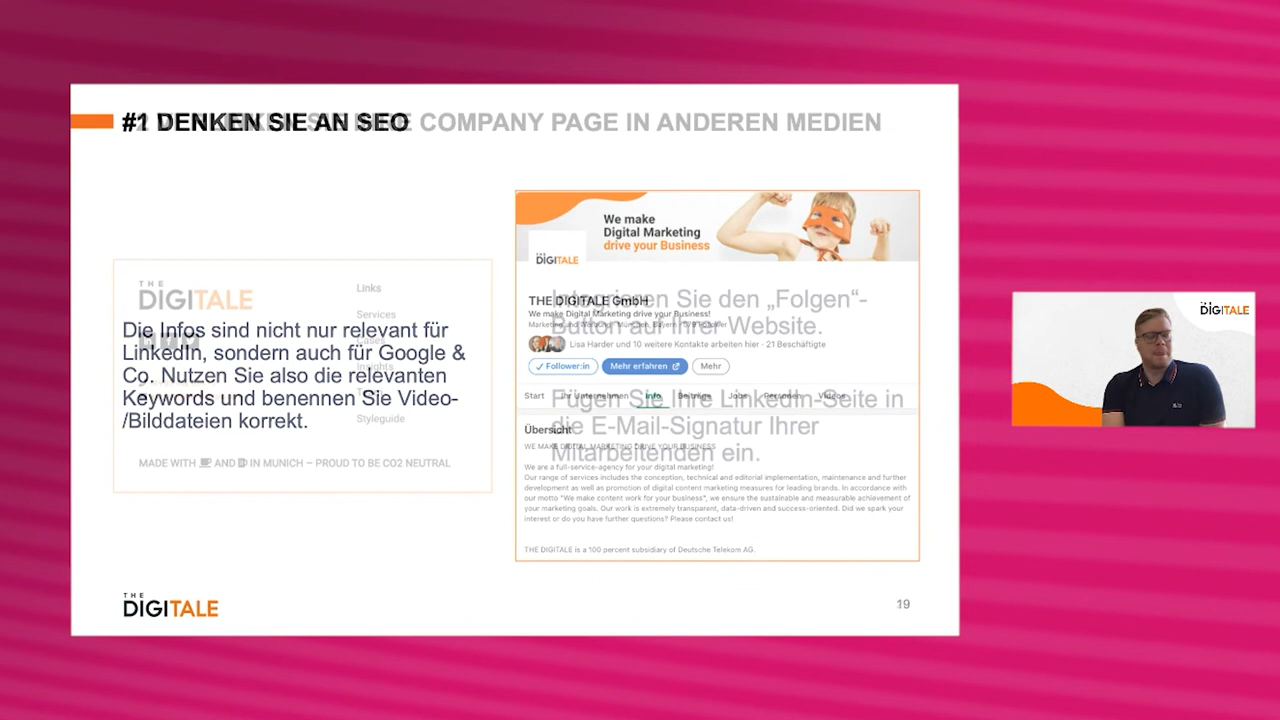 #1 DENKEN SIE AN SEO
COMPANY PAGE IN ANDEREN MEDIEN
THE
DIGITALE
Links
Services
Insights
Styleguide
MADE WITH AND IN MUNICH – PROUD TO BE CO2 NEUTRAL
Die Infos sind nicht nur relevant für
LinkedIn, sondern auch für Google &
Co. Nutzen Sie also die relevanten
Keywords und benennen Sie Video-
/Bilddateien korrekt.
We make
Digital Marketing
drive your Business
THE
DIGITALE
THE DIGITALE GmbH
We make Digital Marketing drive your Business!
Lisa Harder und 10 weitere Kontakte arbeiten hier · 21 Beschäftigte
Follower:in
Mehr erfahren
Mehr
Start Ihr Unternehmen Info Beiträge Jobs Personen Videos
Übersicht
WE MAKE DIGITAL MARKETING DRIVE YOUR BUSINESS
We are a full-service-agency for your digital marketing!
Our range of services includes the conception, technical and editorial implementation, maintenance and further
development as well as promotion of digital content marketing measures for leading brands. In accordance with
our motto "We make content work for your business", we ensure the sustainable and measurable achievement of
your marketing goals. Our work is extremely transparent, data-driven and success-oriented. Did we spark your
interest or do you have further questions? Please contact us!
THE DIGITALE is a 100 percent subsidiary of Deutsche Telekom AG.
Integrieren Sie den „Folgen“-
Button auf Ihrer Website.
Fügen Sie Ihre LinkedIn-Seite in
die E-Mail-Signatur Ihrer
Mitarbeitenden ein.
THE
DIGITALE
19
THE
DIGITALE